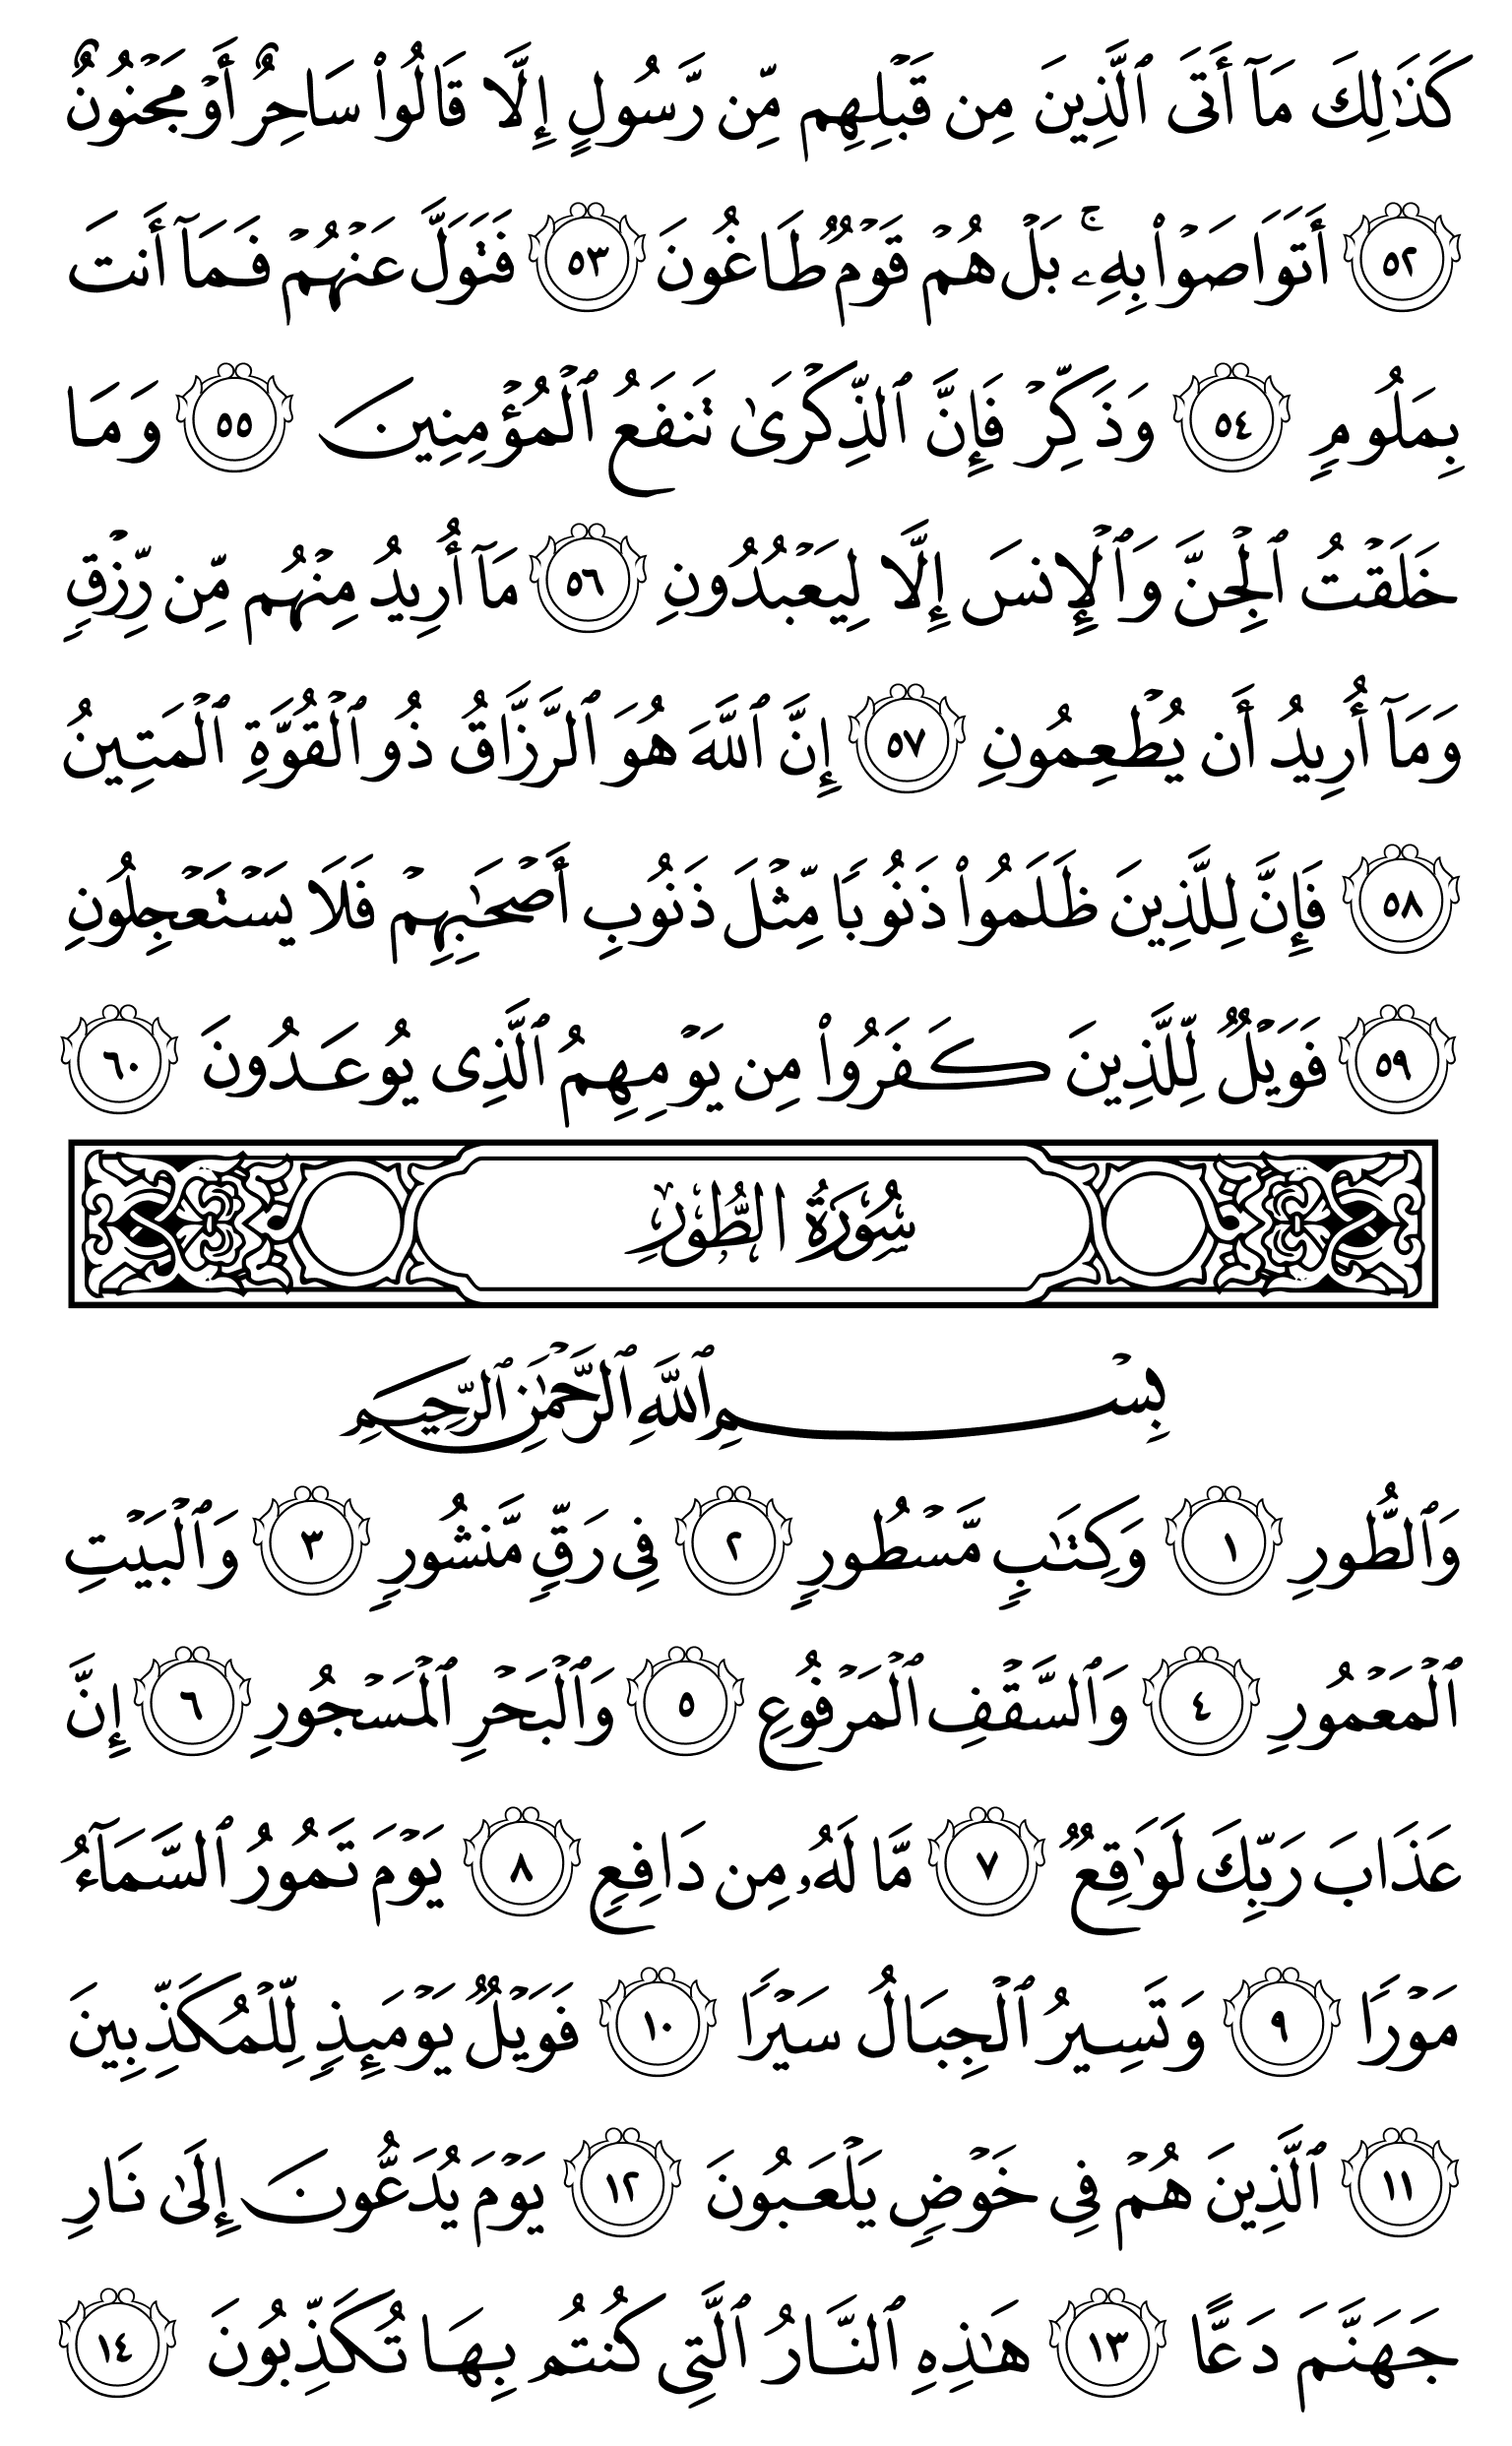 كَذَٰلِكَ مَآ أَتَى ٱلَّذِينَ مِن قَبۡلِهِم مِّن رَّسُولٍ إِلَّا قَالُواْ سَاحِرٌ أَوۡ مَجۡنُونٌ
٥٢ أَتَوَاصَوۡاْ بِهِۦۚ بَلۡ هُمۡ قَوۡمٞ طَاغُونَ ٥٣ فَتَوَلَّ عَنۡهُمۡ فَمَآ أَنتَ
بِمَلُومٖ ٥٤ وَذَكِّرۡ فَإِنَّ ٱلذِّكۡرَىٰ تَنفَعُ ٱلۡمُؤۡمِنِينَ ٥٥ وَمَا
خَلَقۡتُ ٱلۡجِنَّ وَٱلۡإِنسَ إِلَّا لِيَعۡبُدُونِ ٥٦ مَآ أُرِيدُ مِنۡهُم مِّن رِّزۡقٖ
وَمَآ أُرِيدُ أَن يُطۡعِمُونِ ٥٧ إِنَّ ٱللَّهَ هُوَ ٱلرَّزَّاقُ ذُو ٱلۡقُوَّةِ ٱلۡمَتِينُ
٥٨ فَإِنَّ لِلَّذِينَ ظَلَمُواْ ذَنُوبٗا مِّثۡلَ ذَنُوبِ أَصۡحَٰبِهِمۡ فَلَا يَسۡتَعۡجِلُونِ
٥٩ فَوَيۡلٞ لِّلَّذِينَ كَفَرُواْ مِن يَوۡمِهِمُ ٱلَّذِي يُوعَدُونَ ٦٠
سُورَةُ الطُّورِ
بِسۡمِ ٱللَّهِ ٱلرَّحۡمَٰنِ ٱلرَّحِيمِ
وَٱلطُّورِ ١ وَكِتَٰبٖ مَّسۡطُورٖ ٢ فِي رَقّٖ مَّنشُورٖ ٣ وَٱلۡبَيۡتِ
ٱلۡمَعۡمُورِ ٤ وَٱلسَّقۡفِ ٱلۡمَرۡفُوعِ ٥ وَٱلۡبَحۡرِ ٱلۡمَسۡجُورِ ٦ إِنَّ
عَذَابَ رَبِّكَ لَوَٰقِعٞ ٧ مَّا لَهُۥ مِن دَافِعٖ ٨ يَوۡمَ تَمُورُ ٱلسَّمَآءُ
مَوۡرٗا ٩ وَتَسِيرُ ٱلۡجِبَالُ سَيۡرٗا ١٠ فَوَيۡلٞ يَوۡمَئِذٖ لِّلۡمُكَذِّبِينَ
١١ ٱلَّذِينَ هُمۡ فِي خَوۡضٖ يَلۡعَبُونَ ١٢ يَوۡمَ يُدَعُّونَ إِلَىٰ نَارِ
جَهَنَّمَ دَعًّا ١٣ هَٰذِهِ ٱلنَّارُ ٱلَّتِي كُنتُم بِهَا تُكَذِّبُونَ ١٤